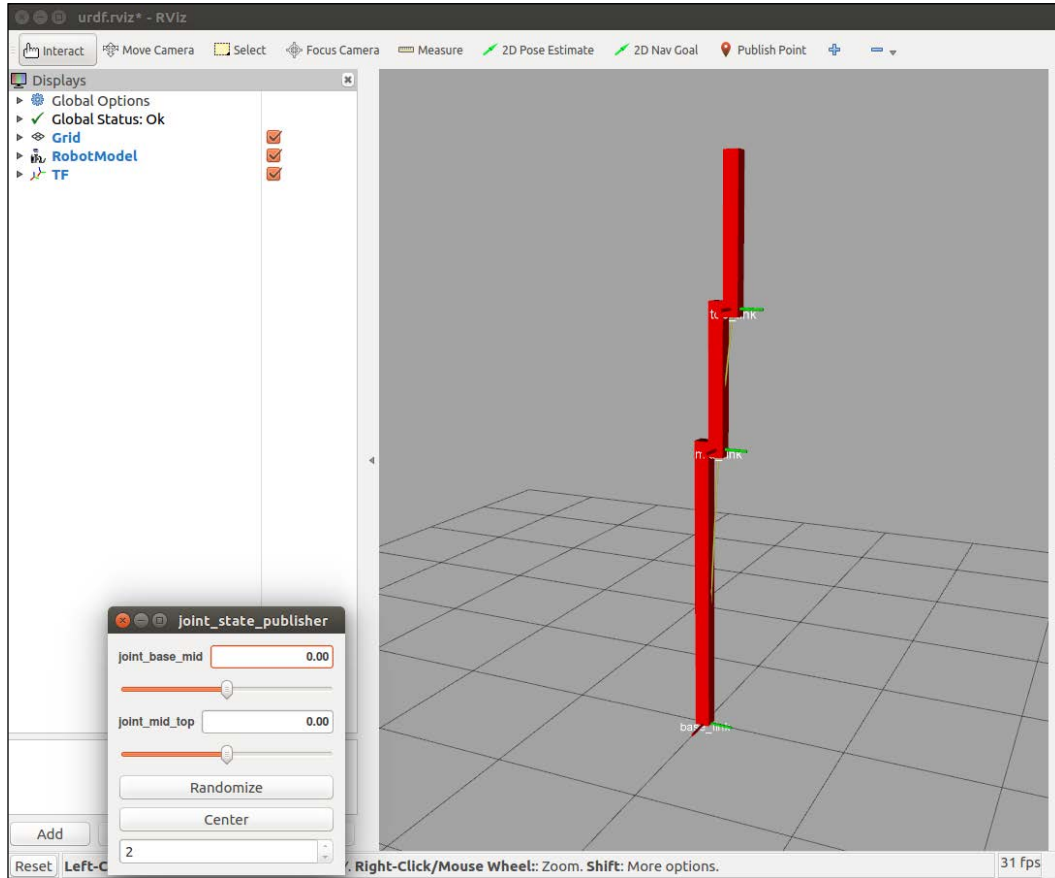 urdf.rviz* - RViz
Interact Move Camera Select Focus Camera Measure 2D Pose Estimate 2D Nav Goal Publish Point
Displays
Global Options
Global Status: Ok
Grid
RobotModel
TF
base_link
joint_state_publisher
joint_base_mid 0.00
joint_mid_top 0.00
Randomize
Center
2
Add
Reset Left-C Right-Click/Mouse Wheel:: Zoom. Shift: More options. 31 fps